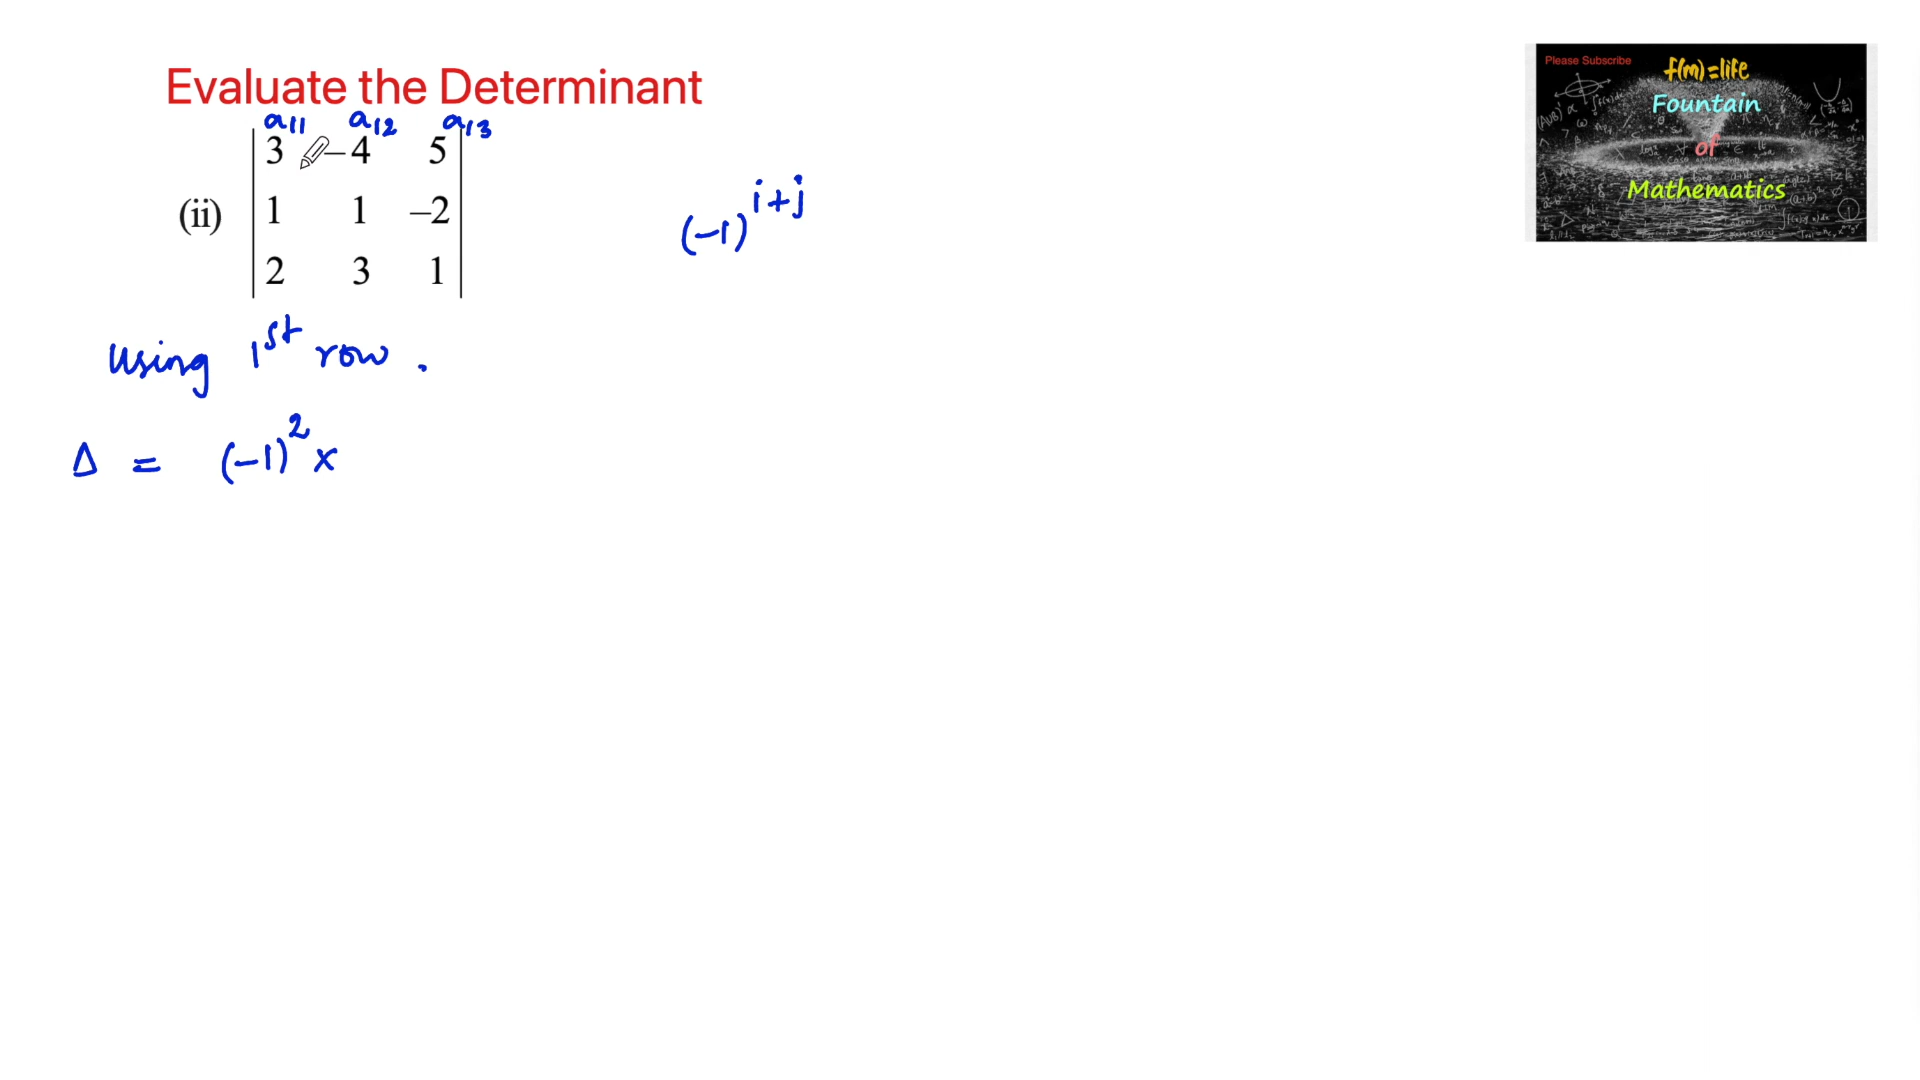 Evaluate the Determinant
a11 a12 a13
3 –4 5
(ii) 1 1 –2
2 3 1
(-1)^i+j
using 1st row.
Δ = (-1)^2 x
Please Subscribe
f(m)=life
Fountain
of
Mathematics